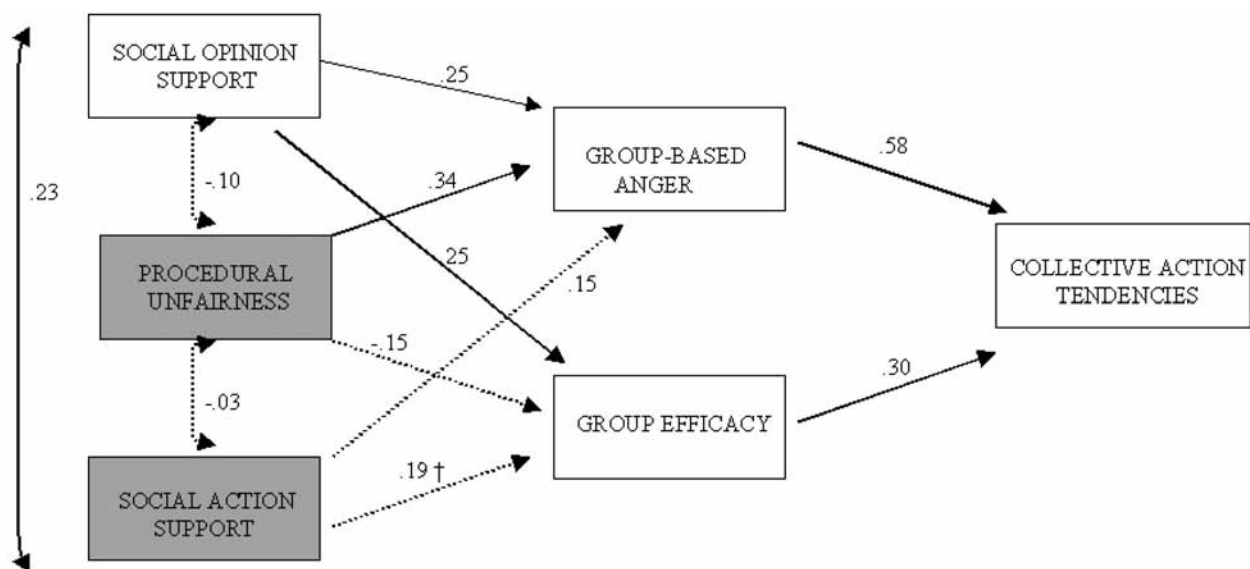 SOCIAL OPINION
SUPPORT
.25
GROUP-BASED
ANGER
.58
.23
-.10
.34
PROCEDURAL
UNFAIRNESS
.25
.15
COLLECTIVE ACTION
TENDENCIES
-.15
-.03
.30
GROUP EFFICACY
SOCIAL ACTION
SUPPORT
.19 †